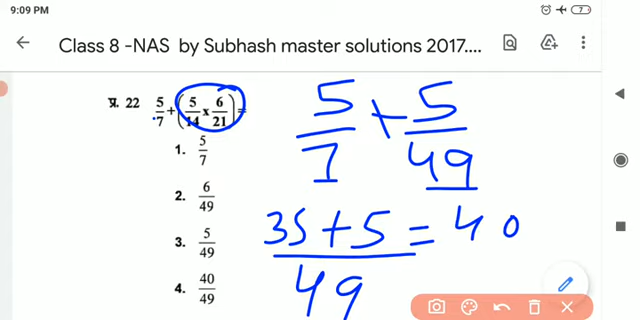 9:09 PM 7
Class 8 -NAS by Subhash master solutions 2017....
प्र. 22 5/7 + (5/14 x 6/21) =
1. 5/7
2. 6/49
3. 5/49
4. 40/49
5/7 + 5/49
35 + 5 / 49 = 40